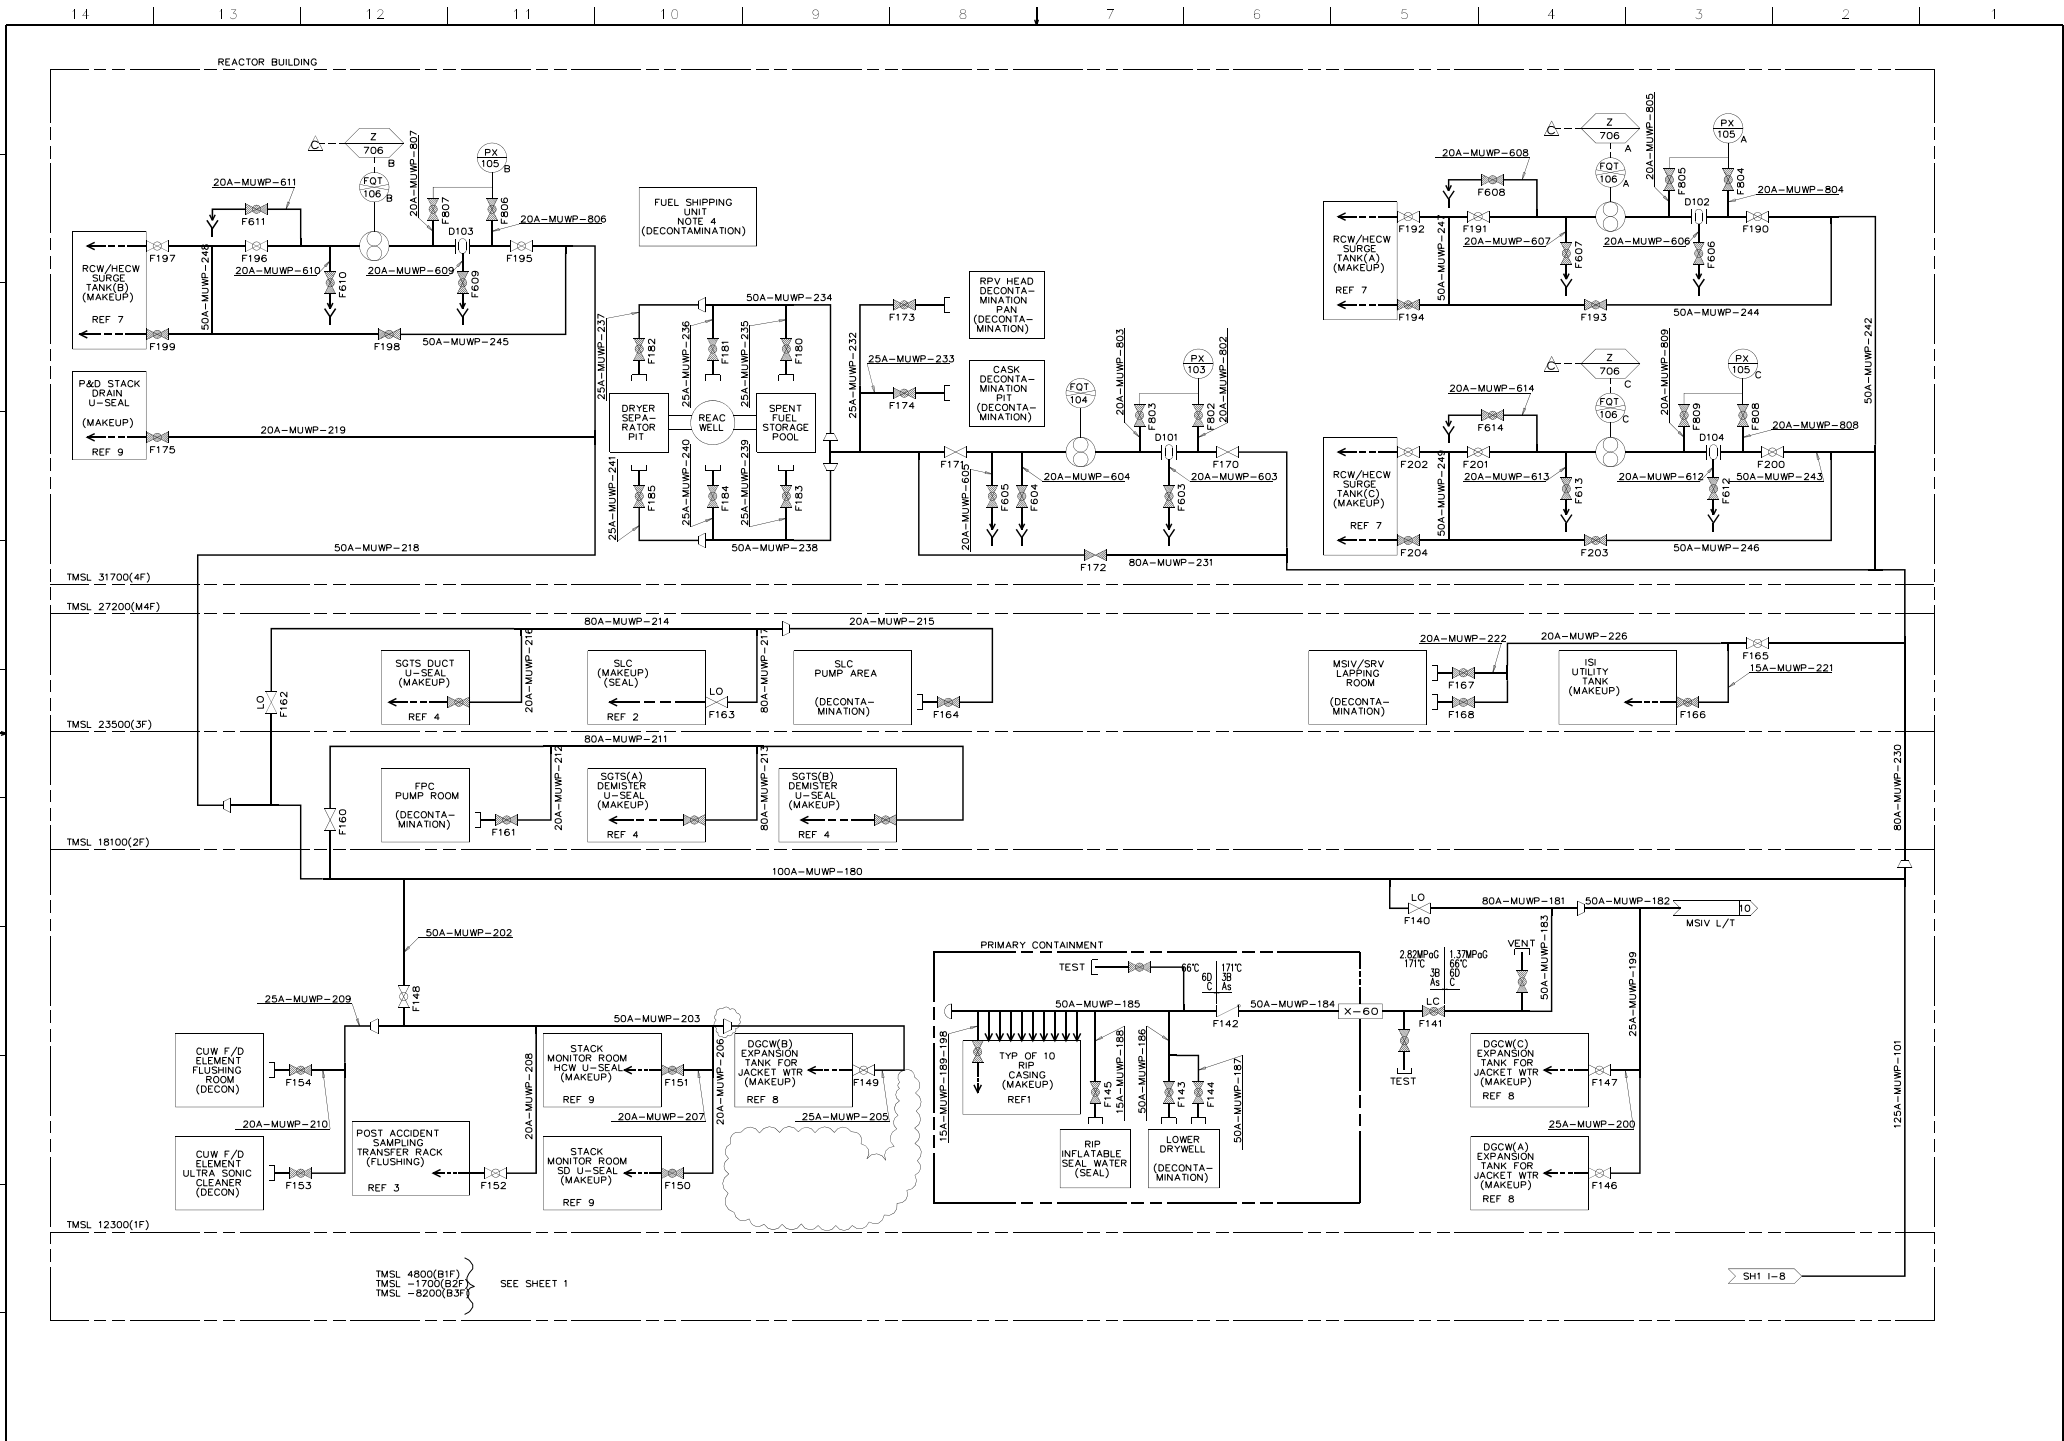 14 13 12 11 10 9 8 7 6 5 4 3 2 1
REACTOR BUILDING
C
Z
706
B
FQT
106
B
20A-MUWP-807
PX
105
B
20A-MUWP-611
F611
F807
F806
20A-MUWP-806
D103
F197
F196
F195
50A-MUWP-248
20A-MUWP-610
F610
20A-MUWP-609
F609
RCW/HECW
SURGE
TANK(B)
(MAKEUP)
REF 7
F199
F198
50A-MUWP-245
FUEL SHIPPING
UNIT
NOTE 4
(DECONTAMINATION)
P&D STACK
DRAIN
U-SEAL
(MAKEUP)
REF 9
F175
20A-MUWP-219
50A-MUWP-234
25A-MUWP-237
25A-MUWP-236
25A-MUWP-235
F182
F181
F180
DRYER
SEPA-
RATOR
PIT
REAC
WELL
SPENT
FUEL
STORAGE
POOL
25A-MUWP-241
25A-MUWP-240
25A-MUWP-239
F185
F184
F183
50A-MUWP-238
50A-MUWP-218
25A-MUWP-232
F173
25A-MUWP-233
F174
RPV HEAD
DECONTA-
MINATION
PAN
(DECONTA-
MINATION)
CASK
DECONTA-
MINATION
PIT
(DECONTA-
MINATION)
FQT
104
20A-MUWP-803
PX
103
20A-MUWP-802
F803
F802
D101
F171
F170
20A-MUWP-605
F605
F604
20A-MUWP-604
F603
20A-MUWP-603
F172
80A-MUWP-231
C
Z
706
A
FQT
106
A
20A-MUWP-805
PX
105
A
20A-MUWP-608
F608
F805
F804
20A-MUWP-804
D102
F192
F191
F190
50A-MUWP-247
20A-MUWP-607
F607
20A-MUWP-606
F606
RCW/HECW
SURGE
TANK(A)
(MAKEUP)
REF 7
F194
F193
50A-MUWP-244
50A-MUWP-242
C
Z
706
C
FQT
106
C
20A-MUWP-809
PX
105
C
20A-MUWP-614
F614
F809
F808
20A-MUWP-808
D104
F202
F201
F200
50A-MUWP-249
20A-MUWP-613
F613
20A-MUWP-612
F612
50A-MUWP-243
RCW/HECW
SURGE
TANK(C)
(MAKEUP)
REF 7
F204
F203
50A-MUWP-246
TMSL 31700(4F)
TMSL 27200(M4F)
80A-MUWP-214
20A-MUWP-215
LO
F162
SGTS DUCT
U-SEAL
(MAKEUP)
REF 4
20A-MUWP-216
SLC
(MAKEUP)
(SEAL)
REF 2
LO
F163
80A-MUWP-217
SLC
PUMP AREA
(DECONTA-
MINATION)
F164
MSIV/SRV
LAPPING
ROOM
(DECONTA-
MINATION)
20A-MUWP-222
F167
F168
20A-MUWP-226
ISI
UTILITY
TANK
(MAKEUP)
F166
F165
15A-MUWP-221
TMSL 23500(3F)
80A-MUWP-211
F160
FPC
PUMP ROOM
(DECONTA-
MINATION)
F161
20A-MUWP-212
SGTS(A)
DEMISTER
U-SEAL
(MAKEUP)
REF 4
80A-MUWP-213
SGTS(B)
DEMISTER
U-SEAL
(MAKEUP)
REF 4
80A-MUWP-230
TMSL 18100(2F)
100A-MUWP-180
50A-MUWP-202
F148
25A-MUWP-209
50A-MUWP-203
CUW F/D
ELEMENT
FLUSHING
ROOM
(DECON)
F154
20A-MUWP-210
CUW F/D
ELEMENT
ULTRA SONIC
CLEANER
(DECON)
F153
POST ACCIDENT
SAMPLING
TRANSFER RACK
(FLUSHING)
REF 3
F152
20A-MUWP-208
STACK
MONITOR ROOM
HCW U-SEAL
(MAKEUP)
REF 9
F151
20A-MUWP-207
20A-MUWP-206
STACK
MONITOR ROOM
SD U-SEAL
(MAKEUP)
REF 9
F150
DGCW(B)
EXPANSION
TANK FOR
JACKET WTR
(MAKEUP)
REF 8
F149
25A-MUWP-205
PRIMARY CONTAINMENT
TEST
66℃
171℃
6D
3B
C
As
50A-MUWP-185
F142
50A-MUWP-184
X-60
15A-MUWP-189-198
TYP OF 10
RIP
CASING
(MAKEUP)
REF1
F145
15A-MUWP-188
50A-MUWP-186
F143
F144
50A-MUWP-187
RIP
INFLATABLE
SEAL WATER
(SEAL)
LOWER
DRYWELL
(DECONTA-
MINATION)
LO
F140
80A-MUWP-181
50A-MUWP-182
10
MSIV L/T
2.82MPaG
1.37MPaG
171℃
66℃
3B
6D
As
C
LC
F141
VENT
50A-MUWP-183
TEST
25A-MUWP-199
DGCW(C)
EXPANSION
TANK FOR
JACKET WTR
(MAKEUP)
REF 8
F147
25A-MUWP-200
DGCW(A)
EXPANSION
TANK FOR
JACKET WTR
(MAKEUP)
REF 8
F146
125A-MUWP-101
TMSL 12300(1F)
TMSL 4800(B1F)
TMSL -1700(B2F)
TMSL -8200(B3F)
SEE SHEET 1
SH1 I-8